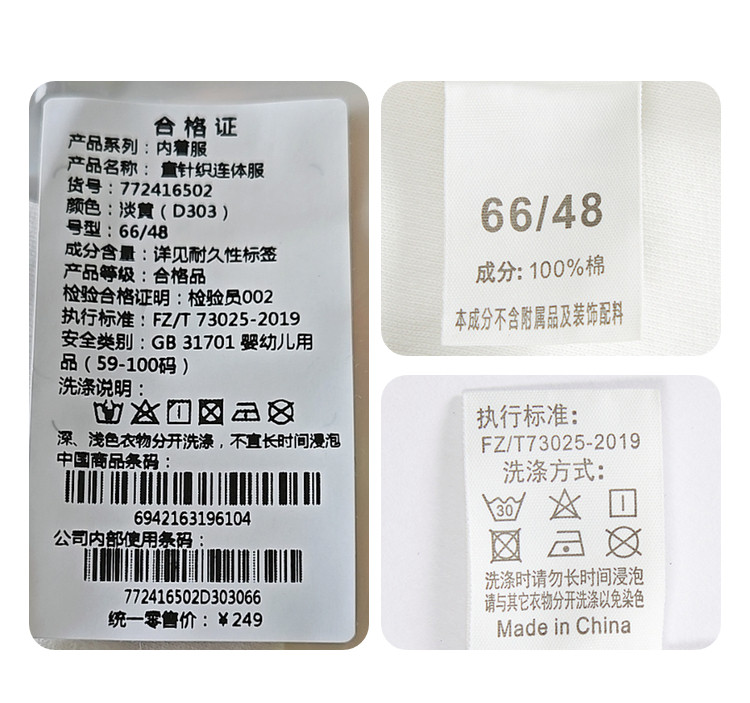 合格证
产品系列：内着服
产品名称：童针织连体服
货号：772416502
颜色：淡黄（D303）
号型：66/48
成分含量：详见耐久性标签
产品等级：合格品
检验合格证明：检验员002
执行标准：FZ/T 73025-2019
安全类别：GB 31701 婴幼儿用
品（59-100码）
洗涤说明：
深、浅色衣物分开洗涤，不宜长时间浸泡
中国商品条码：
6942163196104
公司内部使用条码：
772416502D303066
统一零售价：￥249
66/48
成分: 100%棉
本成分不含附属品及装饰配料
执行标准：
FZ/T73025-2019
洗涤方式：
30
洗涤时请勿长时间浸泡
请与其它衣物分开洗涤以免染色
Made in China